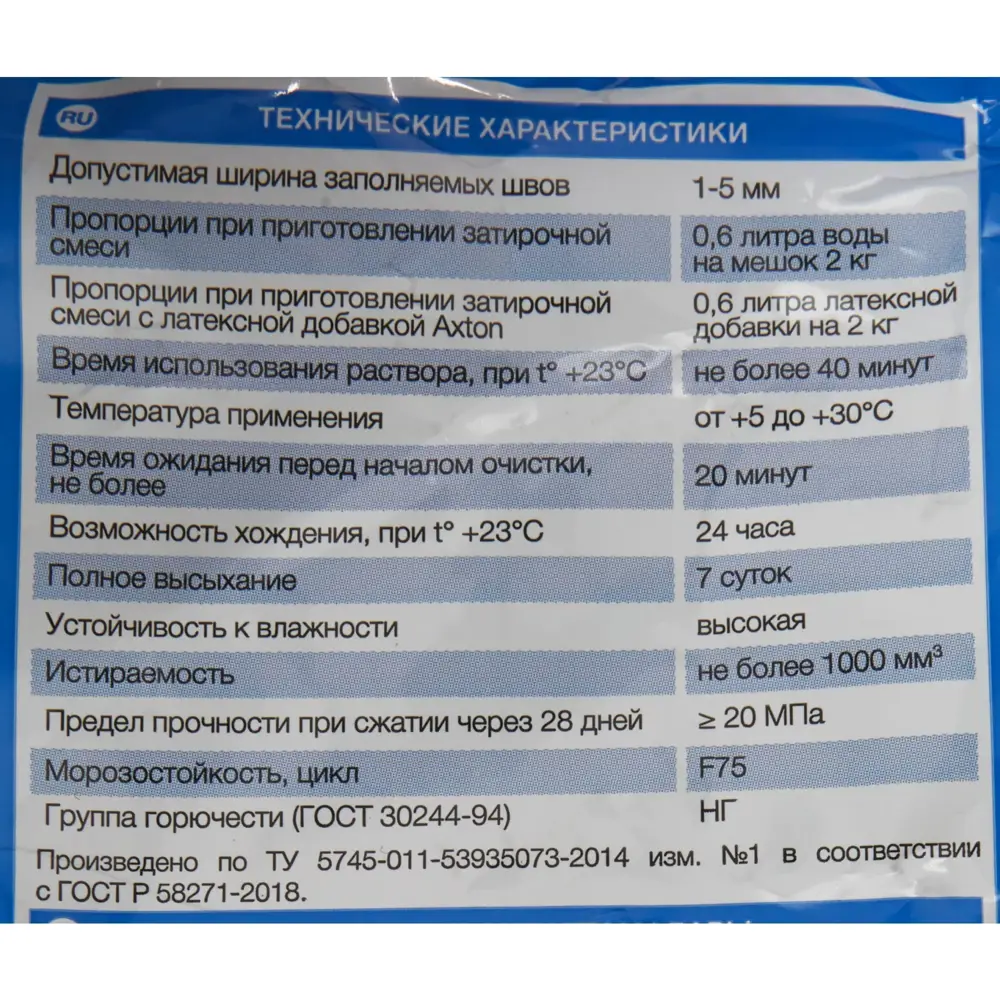 RU ТЕХНИЧЕСКИЕ ХАРАКТЕРИСТИКИ
Допустимая ширина заполняемых швов 1-5 мм
Пропорции при приготовлении затирочной
смеси
0,6 литра воды
на мешок 2 кг
Пропорции при приготовлении затирочной
смеси с латексной добавкой Axton
0,6 литра латексной
добавки на 2 кг
Время использования раствора, при t° +23°C не более 40 минут
Температура применения от +5 до +30°C
Время ожидания перед началом очистки,
не более
20 минут
Возможность хождения, при t° +23°C 24 часа
Полное высыхание 7 суток
Устойчивость к влажности высокая
Истираемость не более 1000 мм³
Предел прочности при сжатии через 28 дней ≥ 20 МПа
Морозостойкость, цикл F75
Группа горючести (ГОСТ 30244-94) НГ
Произведено по ТУ 5745-011-53935073-2014 изм. №1 в соответствии
с ГОСТ Р 58271-2018.